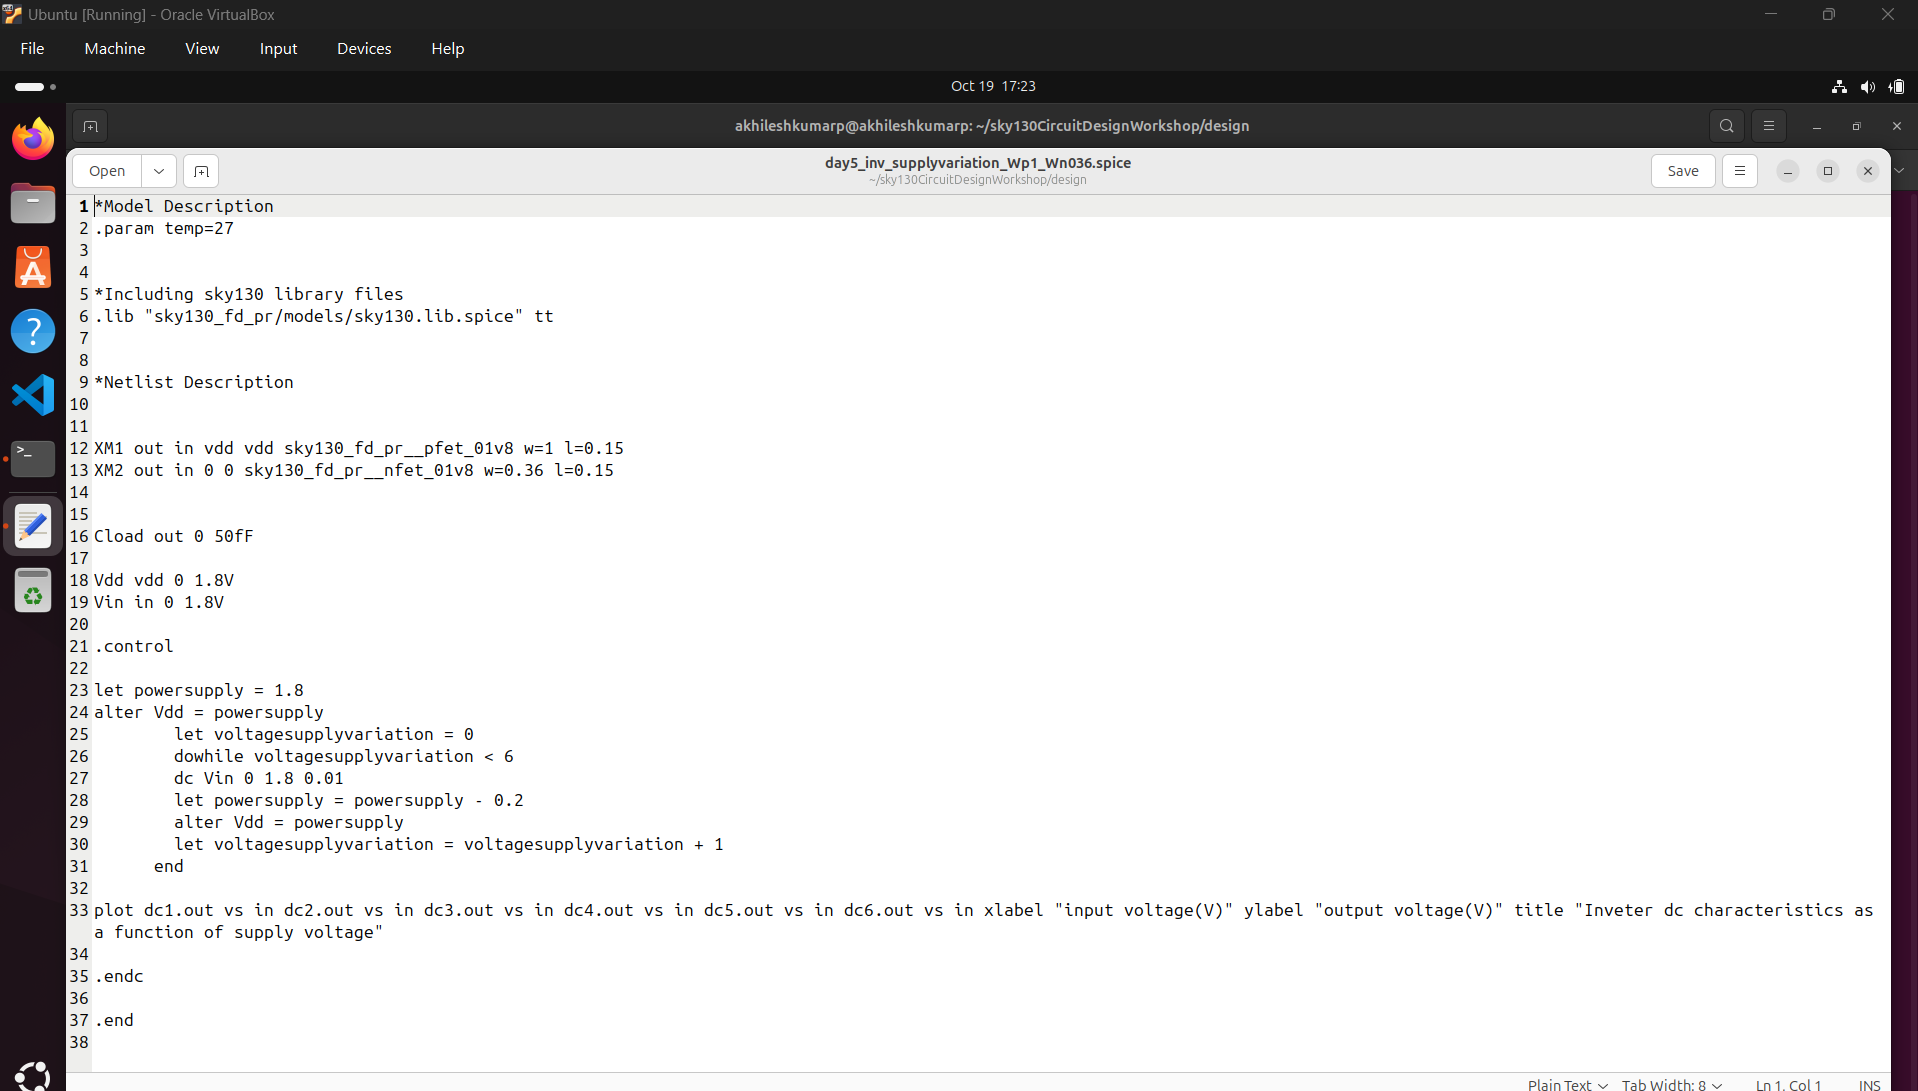 Ubuntu [Running] - Oracle VirtualBox
File Machine View Input Devices Help
Oct 19 17:23
akhileshkumarp@akhileshkumarp: ~/sky130CircuitDesignWorkshop/design
Open
day5_inv_supplyvariation_Wp1_Wn036.spice
~/sky130CircuitDesignWorkshop/design
Save
1 *Model Description
2 .param temp=27
3
4
5 *Including sky130 library files
6 .lib "sky130_fd_pr/models/sky130.lib.spice" tt
7
8
9 *Netlist Description
10
11
12 XM1 out in vdd vdd sky130_fd_pr__pfet_01v8 w=1 l=0.15
13 XM2 out in 0 0 sky130_fd_pr__nfet_01v8 w=0.36 l=0.15
14
15
16 Cload out 0 50fF
17
18 Vdd vdd 0 1.8V
19 Vin in 0 1.8V
20
21 .control
22
23 let powersupply = 1.8
24 alter Vdd = powersupply
25 let voltagesupplyvariation = 0
26 dowhile voltagesupplyvariation < 6
27 dc Vin 0 1.8 0.01
28 let powersupply = powersupply - 0.2
29 alter Vdd = powersupply
30 let voltagesupplyvariation = voltagesupplyvariation + 1
31 end
32
33 plot dc1.out vs in dc2.out vs in dc3.out vs in dc4.out vs in dc5.out vs in dc6.out vs in xlabel "input voltage(V)" ylabel "output voltage(V)" title "Inveter dc characteristics as
a function of supply voltage"
34
35 .endc
36
37 .end
38
Plain Text Tab Width: 8 Ln 1, Col 1 INS